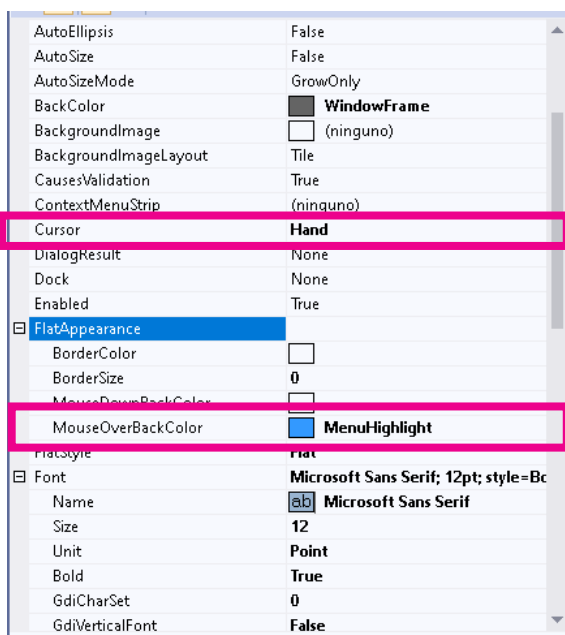 AutoEllipsis False
AutoSize False
AutoSizeMode GrowOnly
BackColor WindowFrame
BackgroundImage (ninguno)
BackgroundImageLayout Tile
CausesValidation True
ContextMenuStrip (ninguno)
Cursor Hand
DialogResult None
Dock None
Enabled True
FlatAppearance
BorderColor
BorderSize 0
MouseDownBackColor
MouseOverBackColor MenuHighlight
FlatStyle Flat
Font Microsoft Sans Serif; 12pt; style=Bo
Name ab Microsoft Sans Serif
Size 12
Unit Point
Bold True
GdiCharSet 0
GdiVerticalFont False